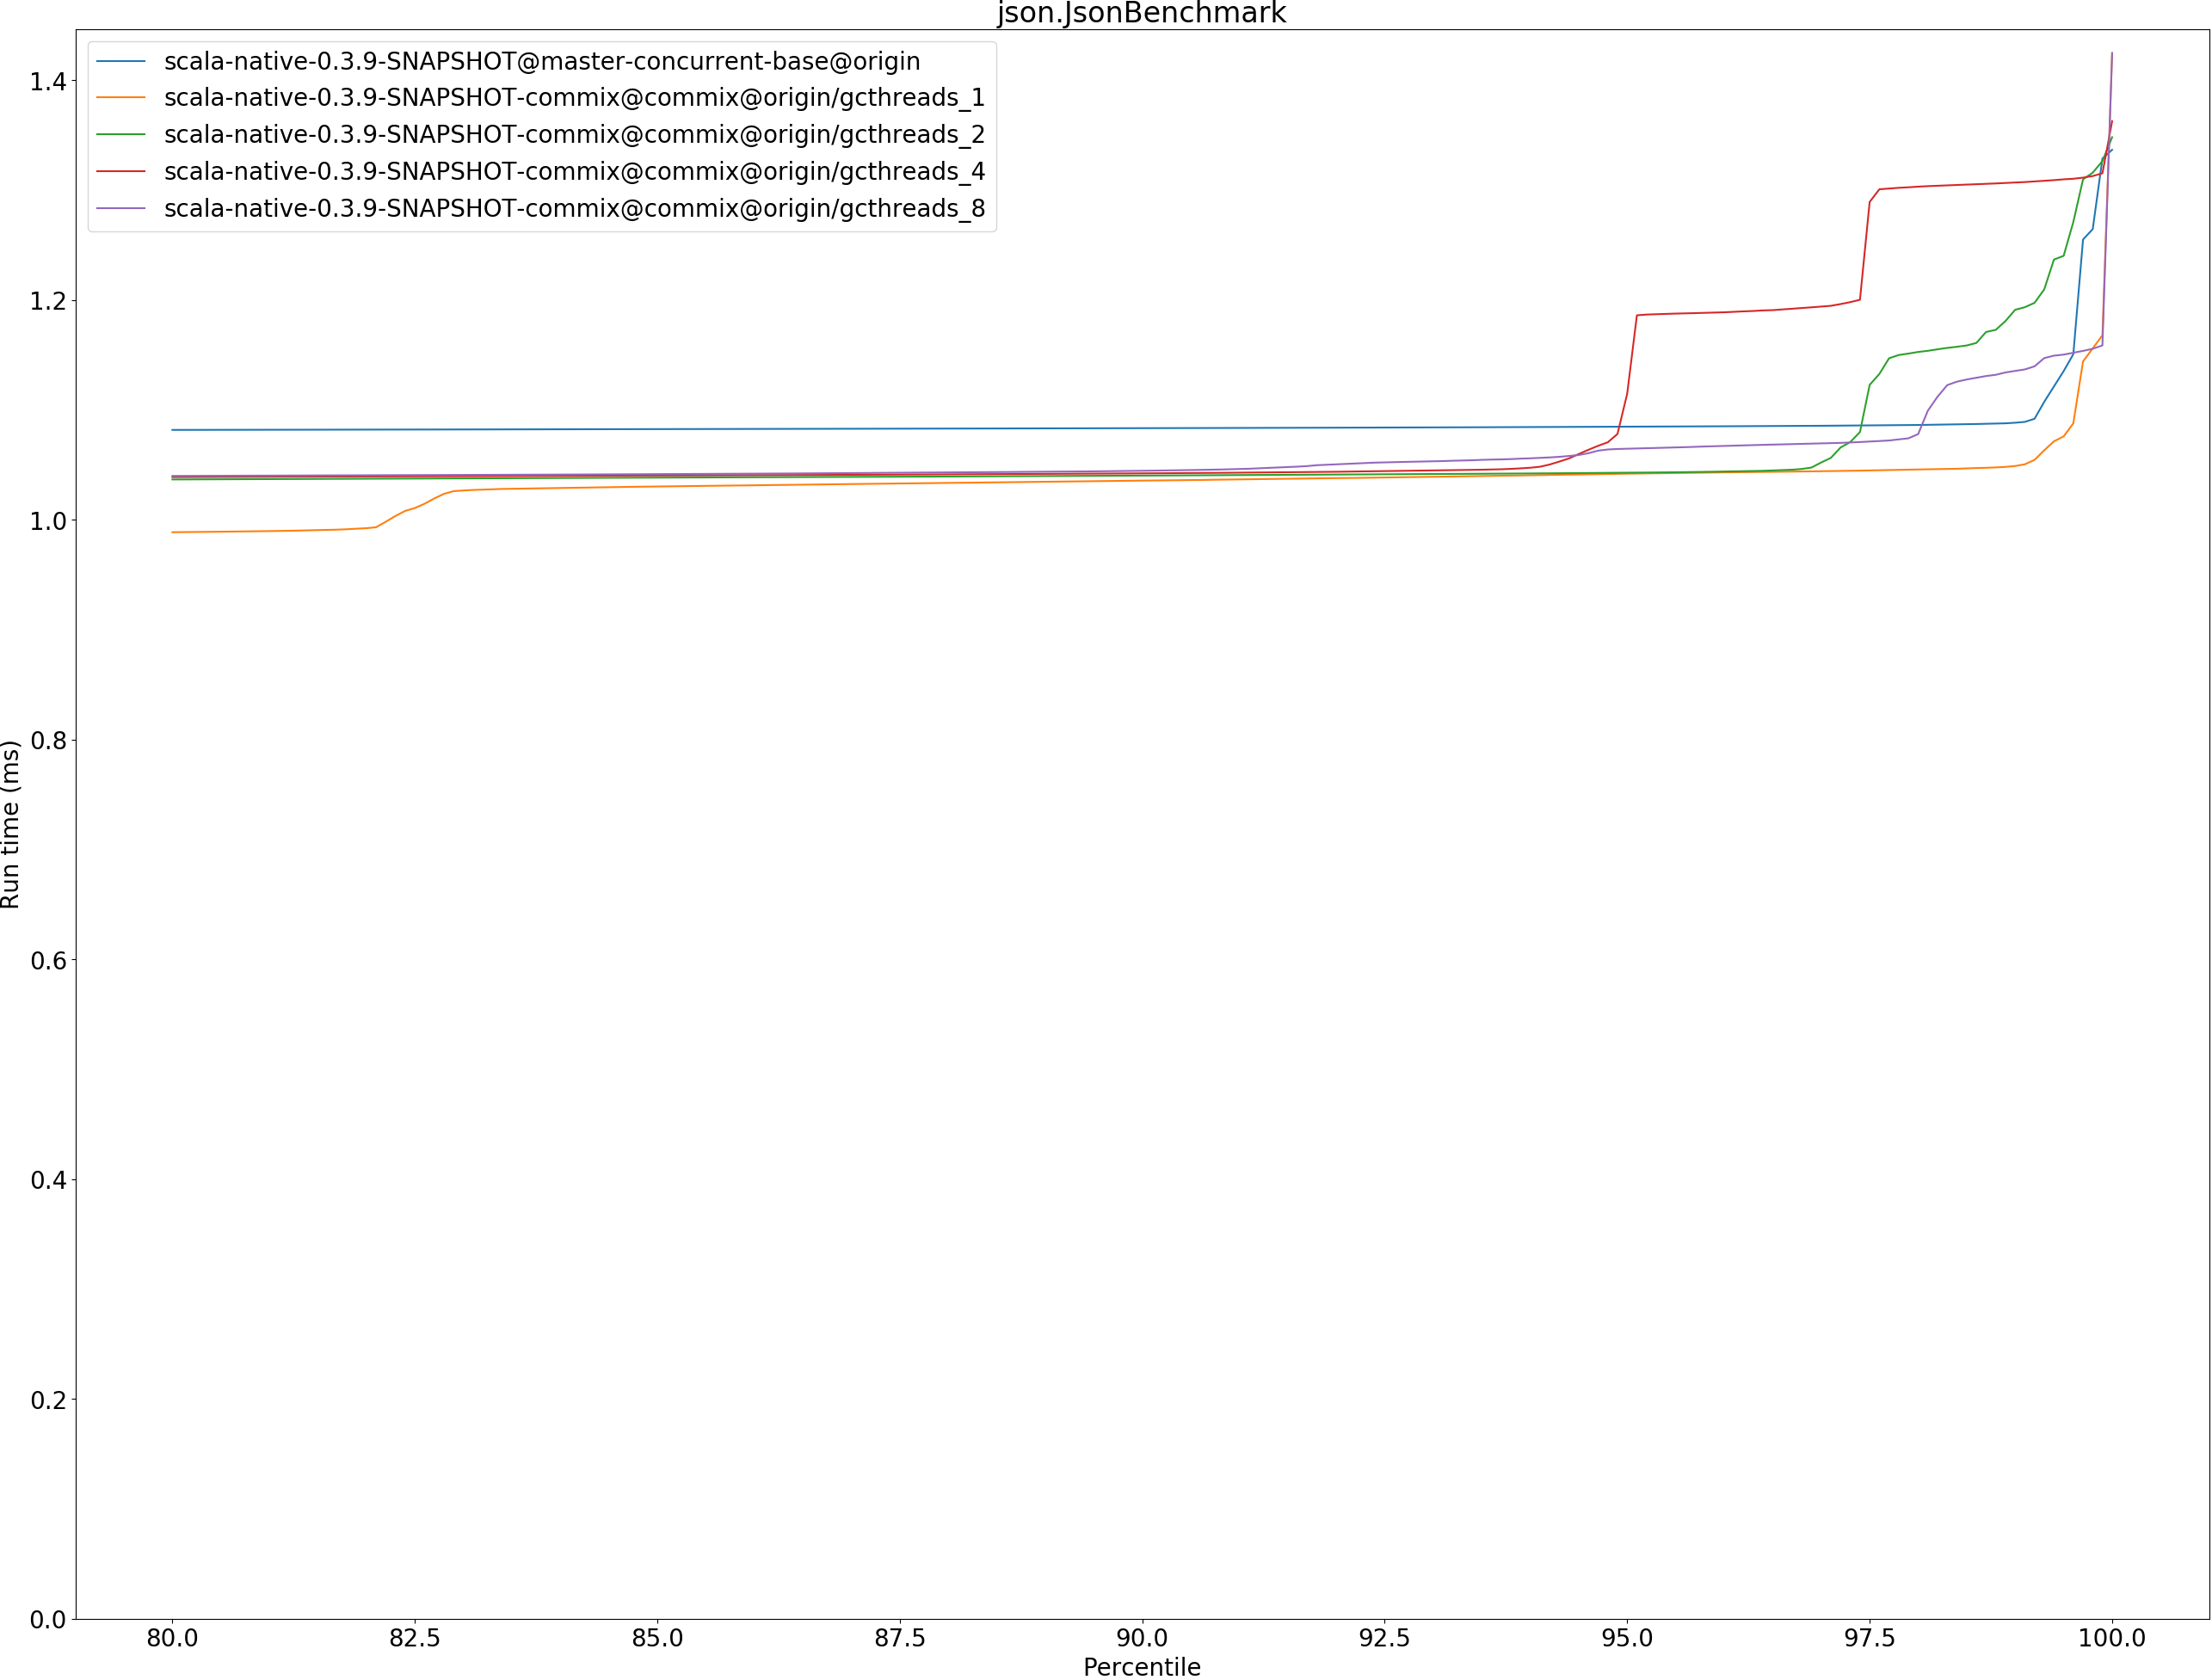 json.JsonBenchmark
scala-native-0.3.9-SNAPSHOT@master-concurrent-base@origin
scala-native-0.3.9-SNAPSHOT-commix@commix@origin/gcthreads_1
scala-native-0.3.9-SNAPSHOT-commix@commix@origin/gcthreads_2
scala-native-0.3.9-SNAPSHOT-commix@commix@origin/gcthreads_4
scala-native-0.3.9-SNAPSHOT-commix@commix@origin/gcthreads_8
1.4
1.2
1.0
0.8
0.6
0.4
0.2
0.0
Run time (ms)
80.0 82.5 85.0 87.5 90.0 92.5 95.0 97.5 100.0
Percentile